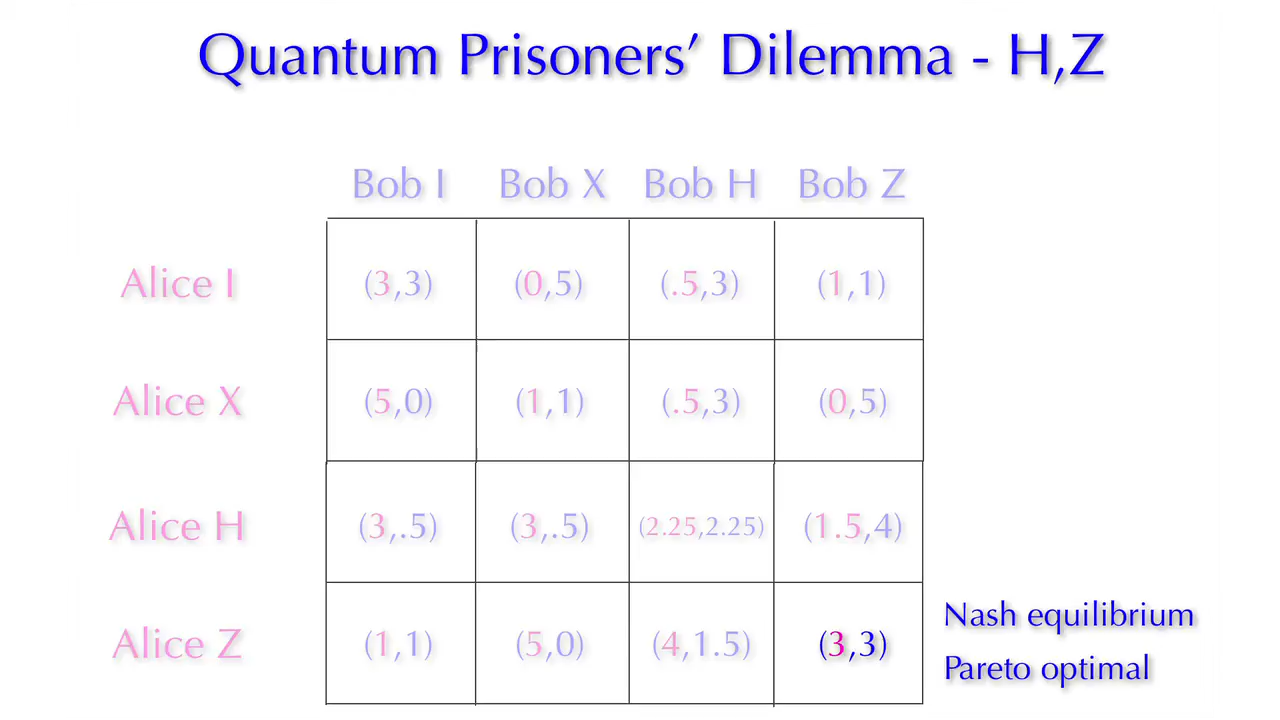 Quantum Prisoners’ Dilemma - H,Z
Bob I Bob X Bob H Bob Z
Alice I (3,3) (0,5) (.5,3) (1,1)
Alice X (5,0) (1,1) (.5,3) (0,5)
Alice H (3,.5) (3,.5) (2.25,2.25) (1.5,4)
Alice Z (1,1) (5,0) (4,1.5) (3,3)
Nash equilibrium
Pareto optimal